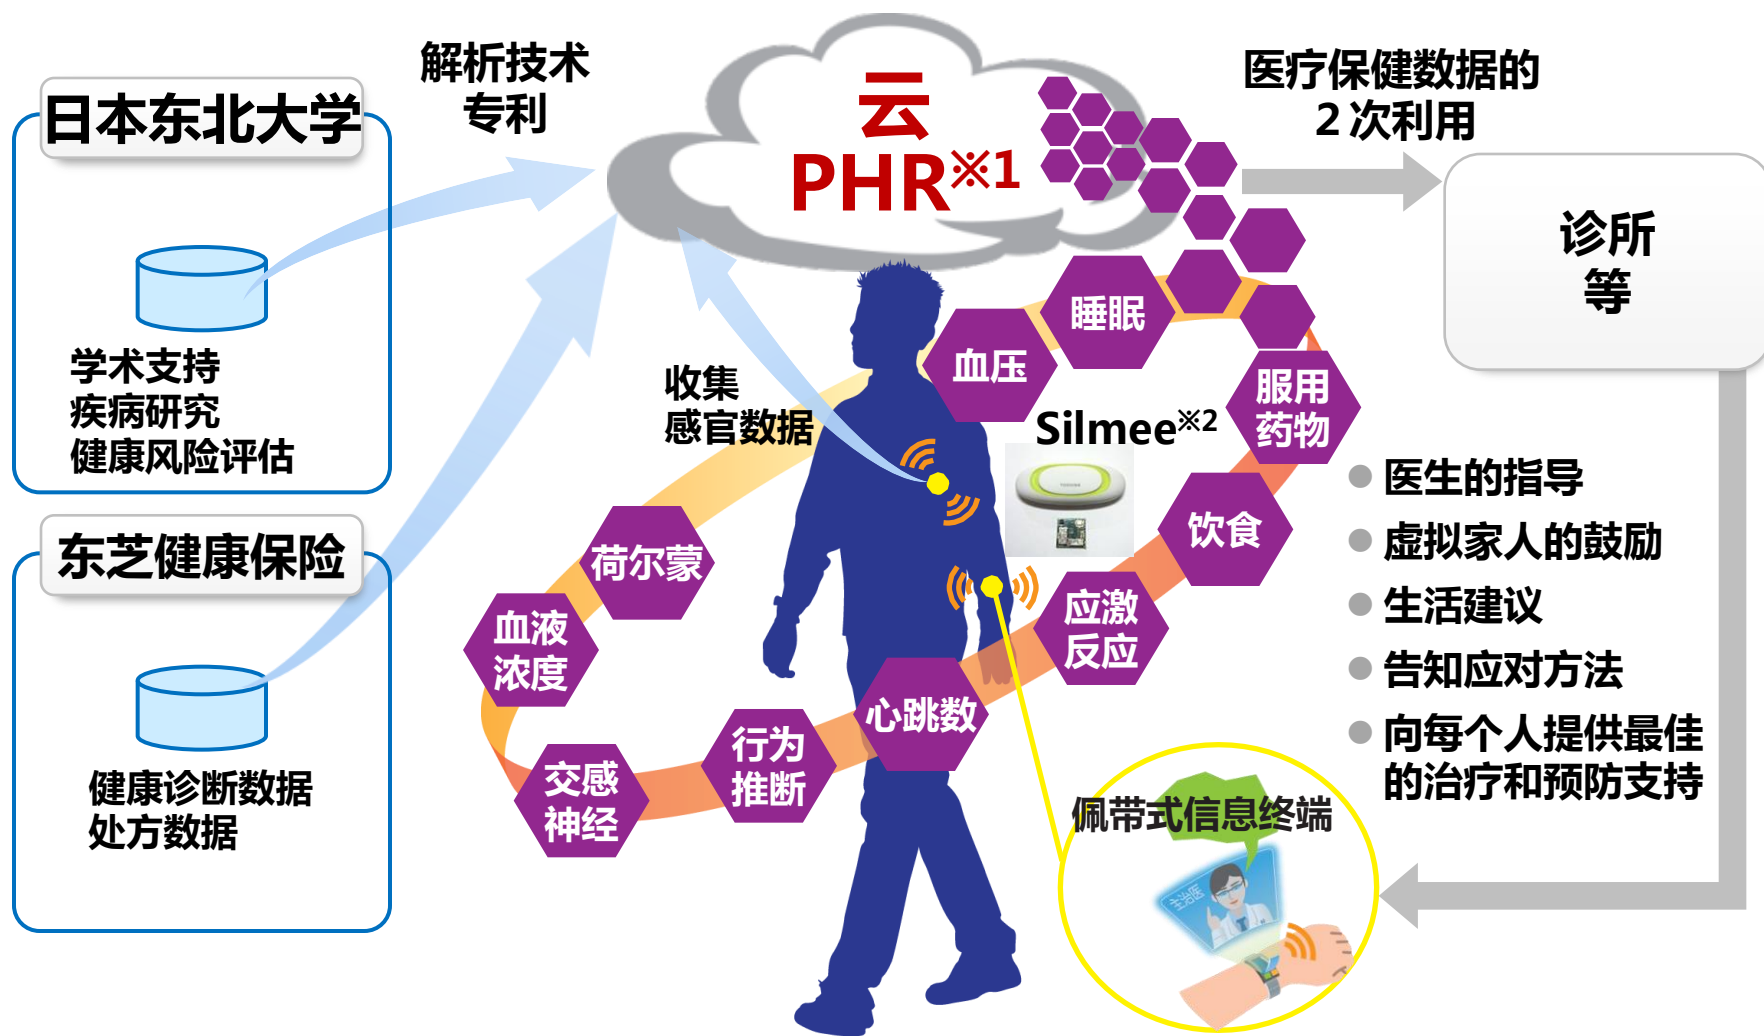 解析技术
专利
日本东北大学
学术支持
疾病研究
健康风险评估
东芝健康保险
健康诊断数据
处方数据
云
PHR※1
医疗保健数据的
2次利用
诊所
等
收集
感官数据
睡眠
血压
服用
药物
Silmee※2
TOSHIBA
饮食
荷尔蒙
应激
反应
血液
浓度
心跳数
行为
推断
交感
神经
医生的指导
虚拟家人的鼓励
生活建议
告知应对方法
向每个人提供最佳
的治疗和预防支持
佩带式信息终端
主治医